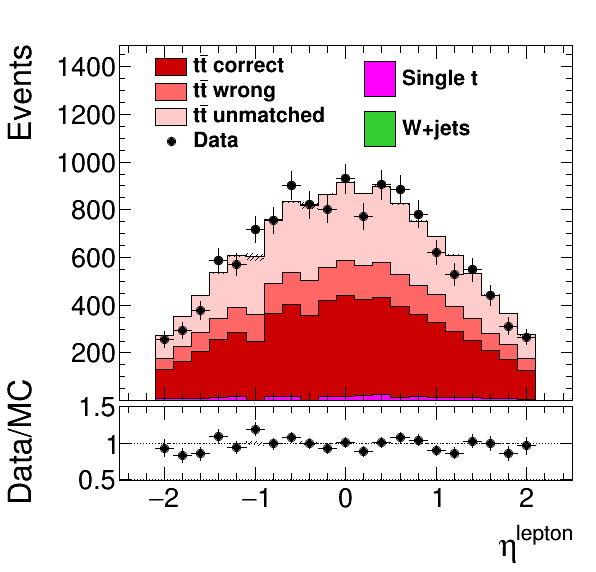 Events
1400
1200
1000
800
600
400
200
tt̄ correct
tt̄ wrong
tt̄ unmatched
Data
Single t
W+jets
Data/MC
1.5
1
0.5
−2 −1 0 1 2
η^lepton